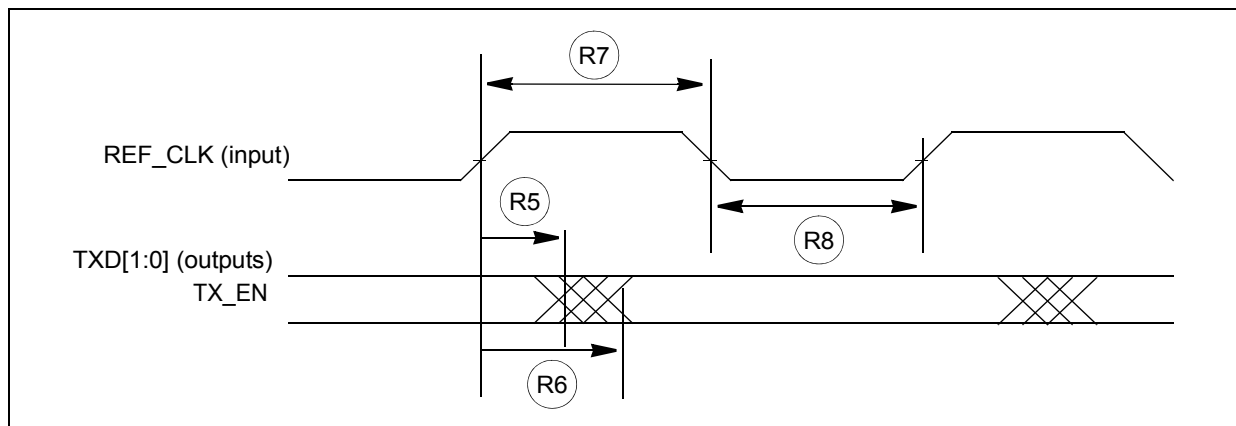 R7
REF_CLK (input)
R5
R8
TXD[1:0] (outputs)
TX_EN
R6